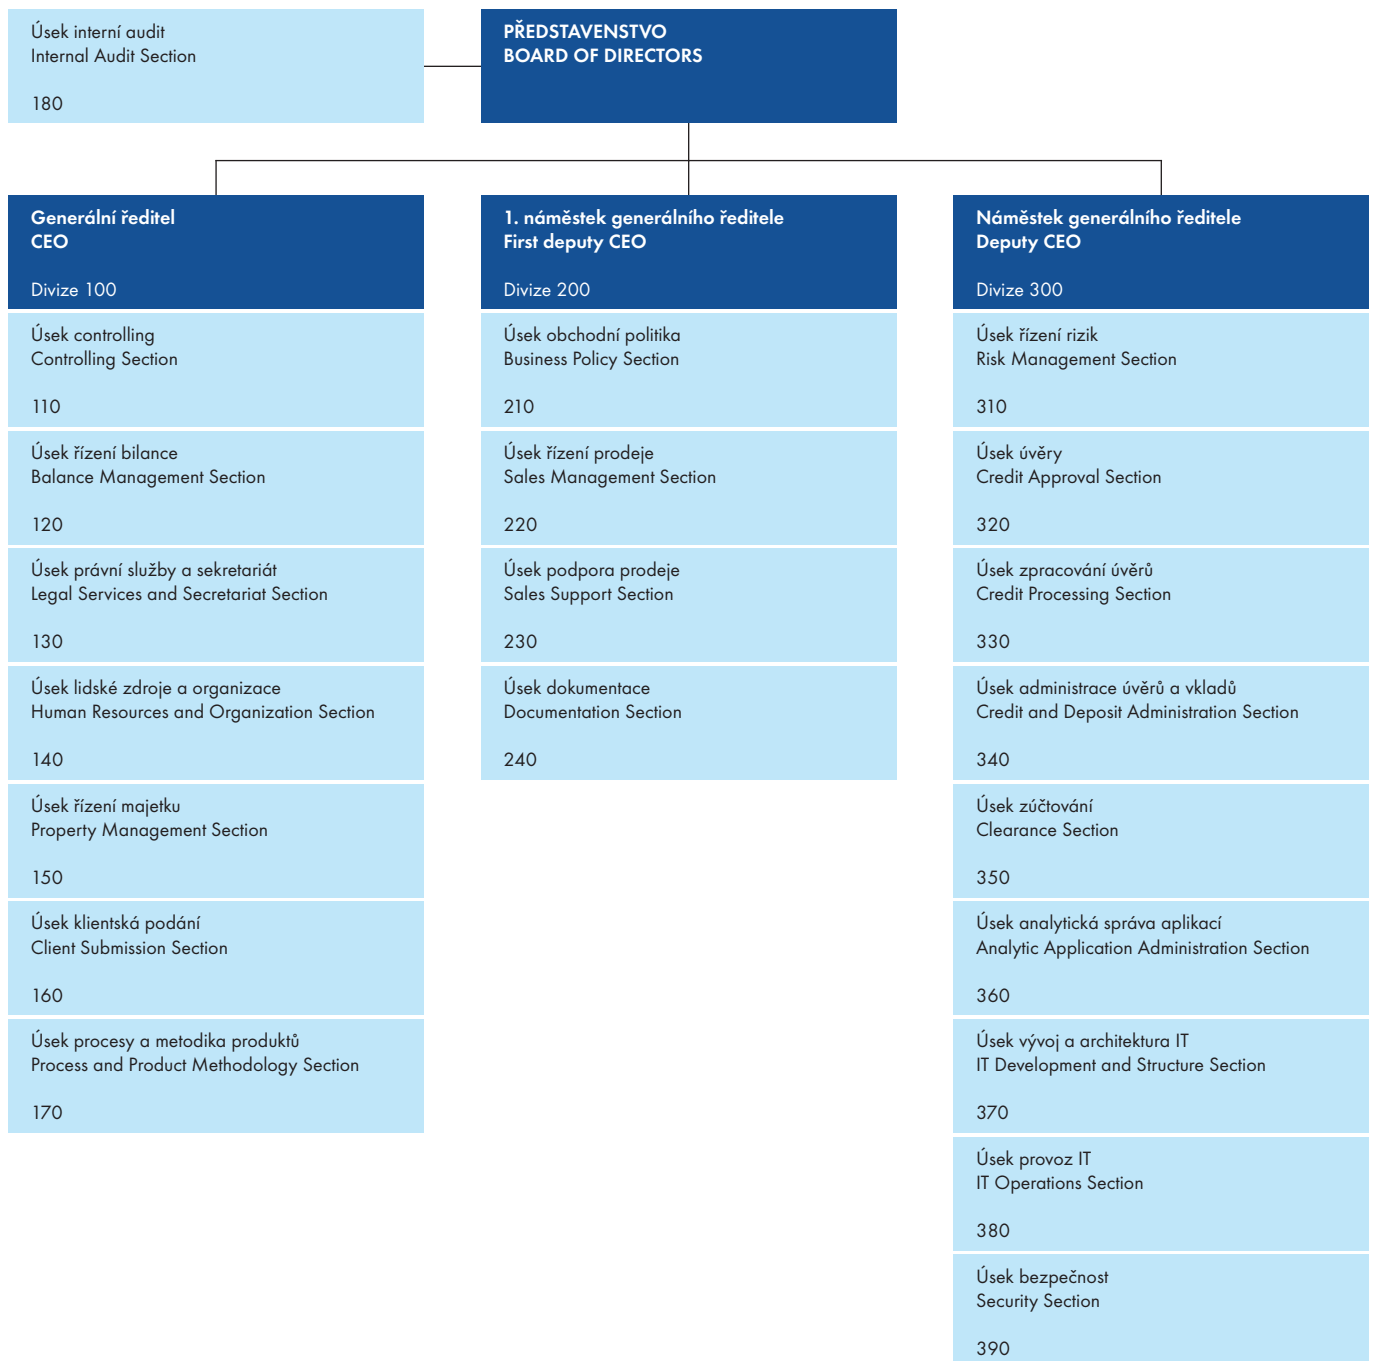 Úsek interní audit
Internal Audit Section
180
PŘEDSTAVENSTVO
BOARD OF DIRECTORS
Generální ředitel
CEO
Divize 100
Úsek controlling
Controlling Section
110
Úsek řízení bilance
Balance Management Section
120
Úsek právní služby a sekretariát
Legal Services and Secretariat Section
130
Úsek lidské zdroje a organizace
Human Resources and Organization Section
140
Úsek řízení majetku
Property Management Section
150
Úsek klientská podání
Client Submission Section
160
Úsek procesy a metodika produktů
Process and Product Methodology Section
170
1. náměstek generálního ředitele
First deputy CEO
Divize 200
Úsek obchodní politika
Business Policy Section
210
Úsek řízení prodeje
Sales Management Section
220
Úsek podpora prodeje
Sales Support Section
230
Úsek dokumentace
Documentation Section
240
Náměstek generálního ředitele
Deputy CEO
Divize 300
Úsek řízení rizik
Risk Management Section
310
Úsek úvěry
Credit Approval Section
320
Úsek zpracování úvěrů
Credit Processing Section
330
Úsek administrace úvěrů a vkladů
Credit and Deposit Administration Section
340
Úsek zúčtování
Clearance Section
350
Úsek analytická správa aplikací
Analytic Application Administration Section
360
Úsek vývoj a architektura IT
IT Development and Structure Section
370
Úsek provoz IT
IT Operations Section
380
Úsek bezpečnost
Security Section
390